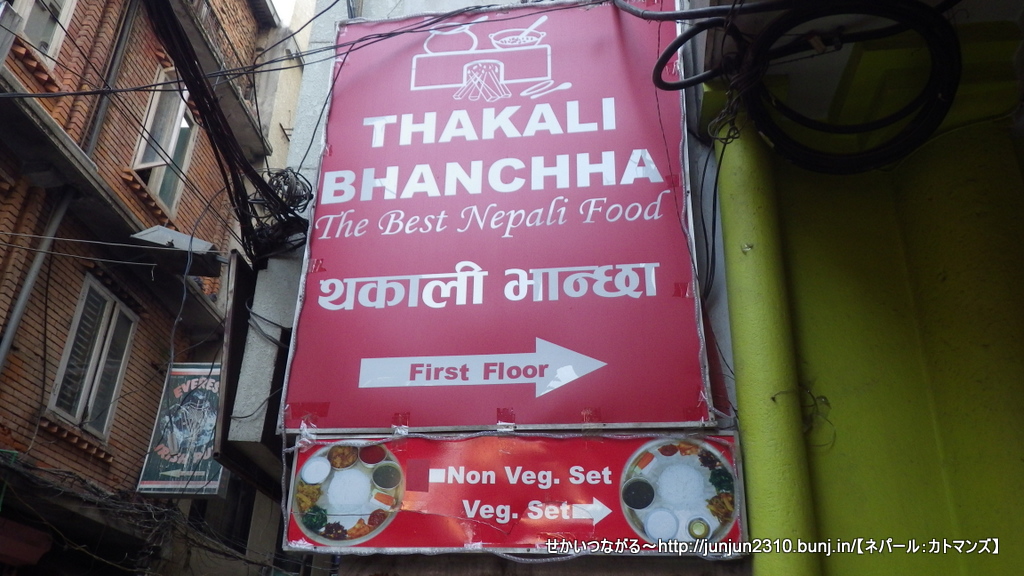 THAKALI
BHANCHHA
The Best Nepali Food
थकाली भान्छा
First Floor
Non Veg. Set
Veg. Set
EVEREST
せかいつながる～http://junjun2310.bunj.in/【ネパール：カトマンズ】